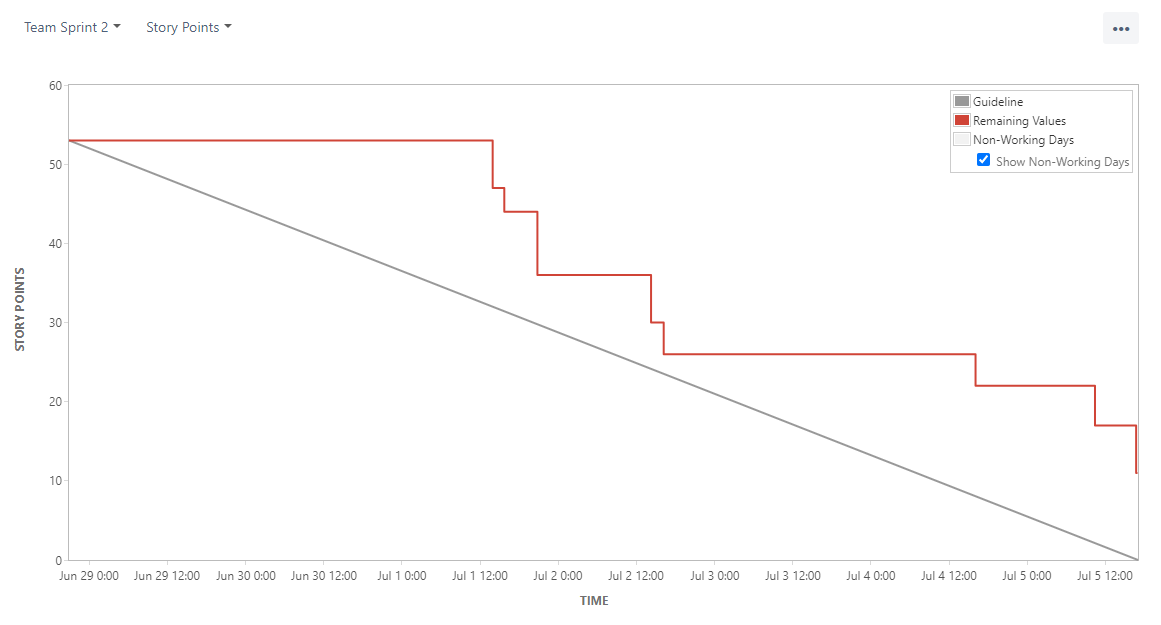 Team Sprint 2 Story Points
•••
60
50
40
30
20
10
0
STORY POINTS
Guideline
Remaining Values
Non-Working Days
Show Non-Working Days
Jun 29 0:00 Jun 29 12:00 Jun 30 0:00 Jun 30 12:00 Jul 1 0:00 Jul 1 12:00 Jul 2 0:00 Jul 2 12:00 Jul 3 0:00 Jul 3 12:00 Jul 4 0:00 Jul 4 12:00 Jul 5 0:00 Jul 5 12:00
TIME